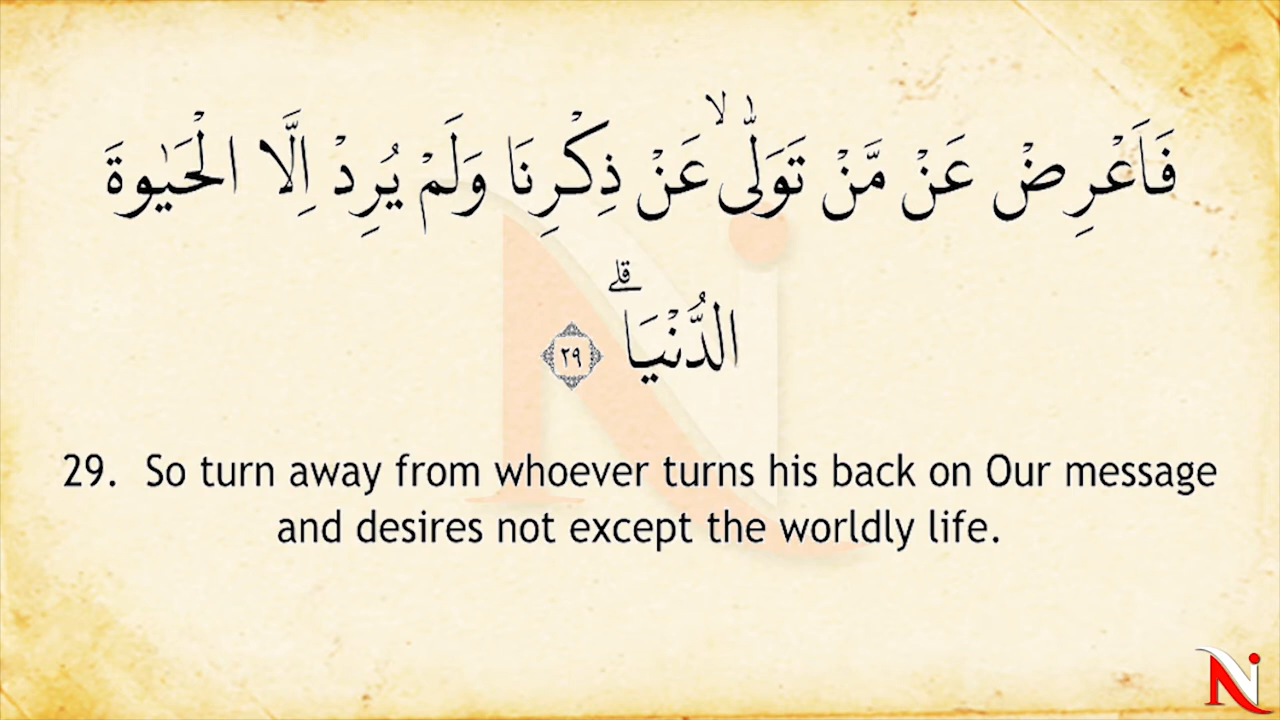 فَاَعْرِضْ عَنْ مَّنْ تَوَلّٰى ۙ عَنْ ذِكْرِنَا وَلَمْ يُرِدْ اِلَّا الْحَيٰوةَ
الدُّنْيَا ۗ ۲۹
29. So turn away from whoever turns his back on Our message
and desires not except the worldly life.